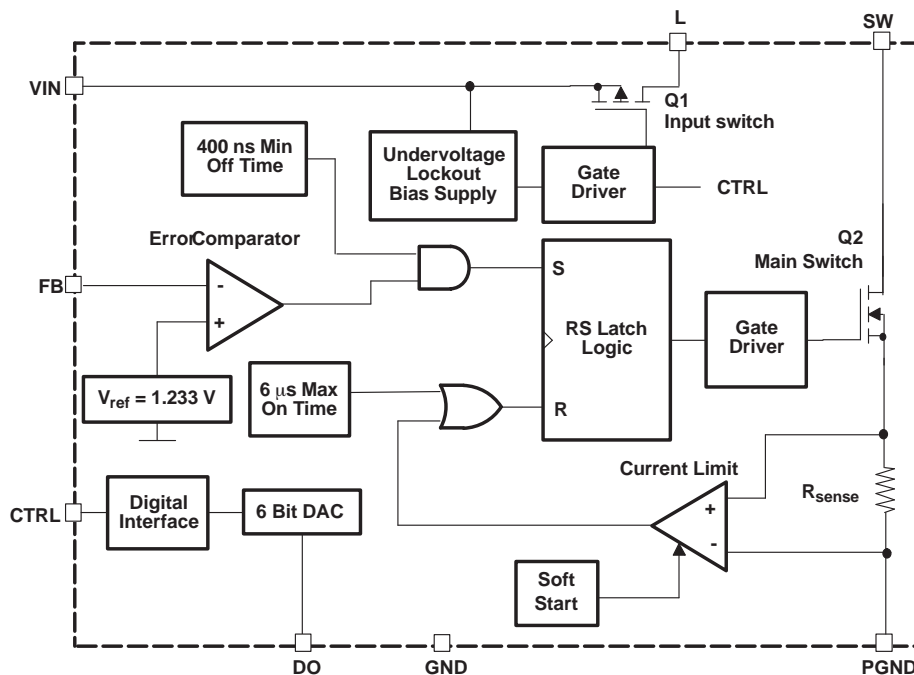 L
SW
VIN
Q1
Input switch
400 ns Min
Off Time
Undervoltage
Lockout
Bias Supply
Gate
Driver
CTRL
ErrorComparator
Q2
Main Switch
FB
-
+
S
RS Latch
Logic
R
Gate
Driver
Vref = 1.233 V
6 μs Max
On Time
Current Limit
+
-
Rsense
CTRL
Digital
Interface
6 Bit DAC
Soft
Start
DO
GND
PGND